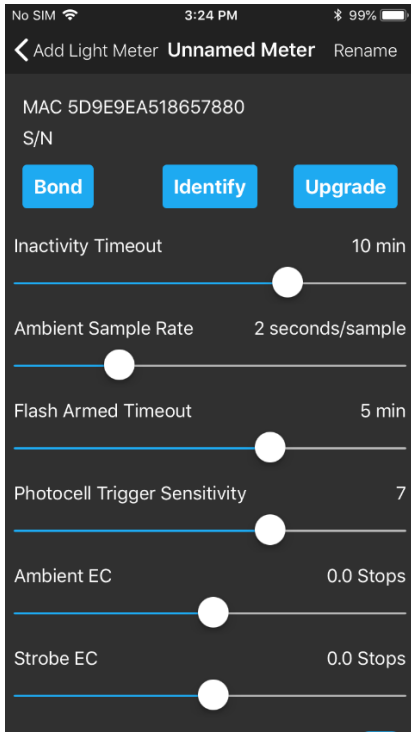 No SIM 3:24 PM 99%
Add Light Meter Unnamed Meter Rename
MAC 5D9E9EA518657880
S/N
Bond Identify Upgrade
Inactivity Timeout 10 min
Ambient Sample Rate 2 seconds/sample
Flash Armed Timeout 5 min
Photocell Trigger Sensitivity 7
Ambient EC 0.0 Stops
Strobe EC 0.0 Stops